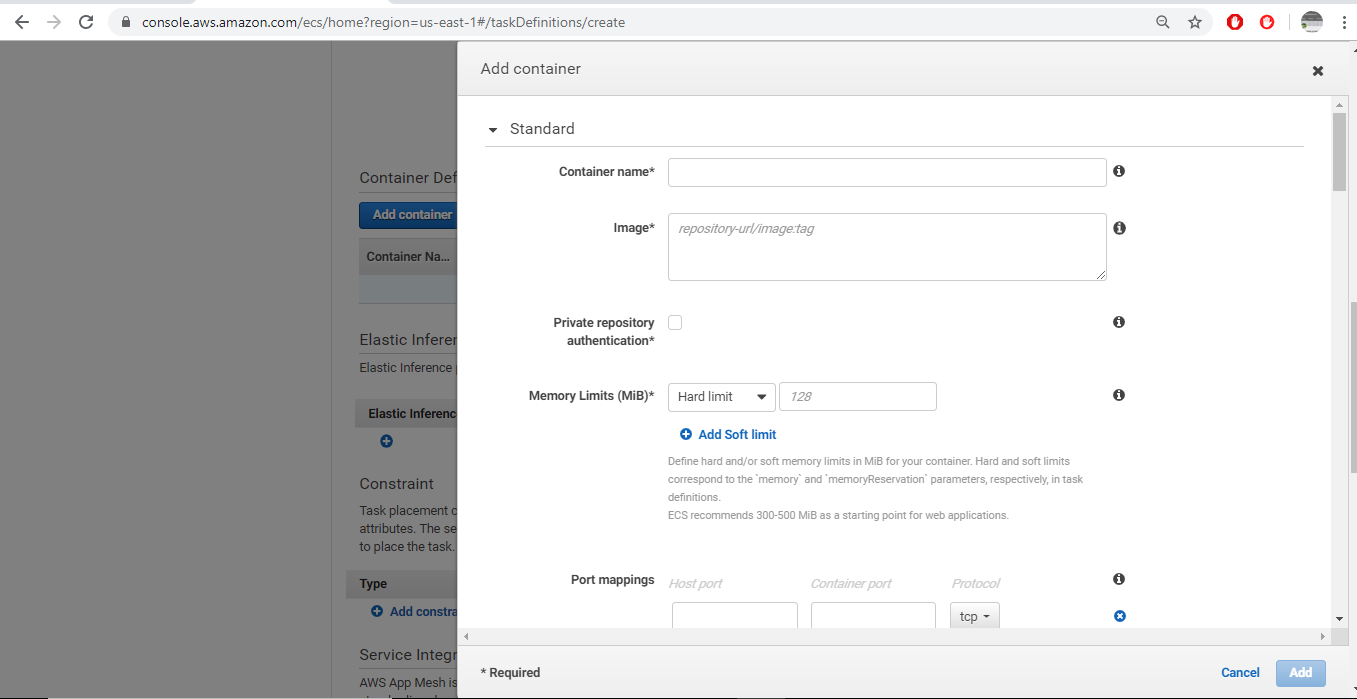 console.aws.amazon.com/ecs/home?region=us-east-1#/taskDefinitions/create
Add container
Standard
Container name*
Image*
repository-url/image:tag
Private repository
authentication*
Memory Limits (MiB)*
Hard limit
128
Add Soft limit
Define hard and/or soft memory limits in MiB for your container. Hard and soft limits
correspond to the `memory` and `memoryReservation` parameters, respectively, in task
definitions.
ECS recommends 300-500 MiB as a starting point for web applications.
Port mappings
Host port
Container port
Protocol
tcp
* Required
Cancel
Add
Container Def
Add container
Container Na...
Elastic Inferen
Elastic Inference
Elastic Inference
Constraint
Task placement c
attributes. The se
to place the task.
Type
Add constra
Service Integr
AWS App Mesh is